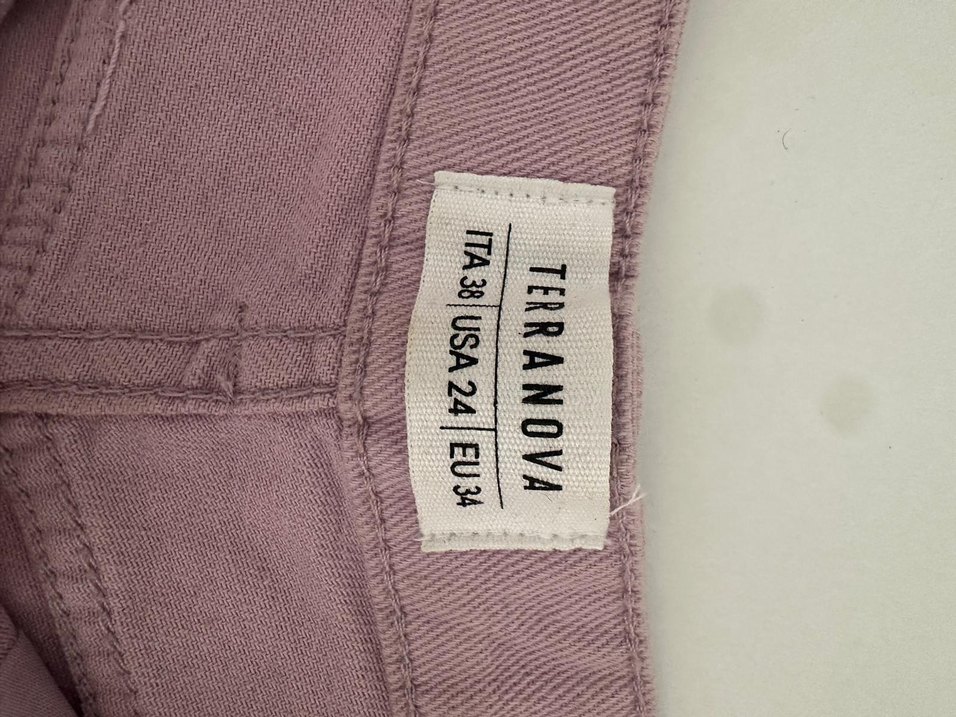 TERRANOVA
ITA 38 | USA 24 | EU 34